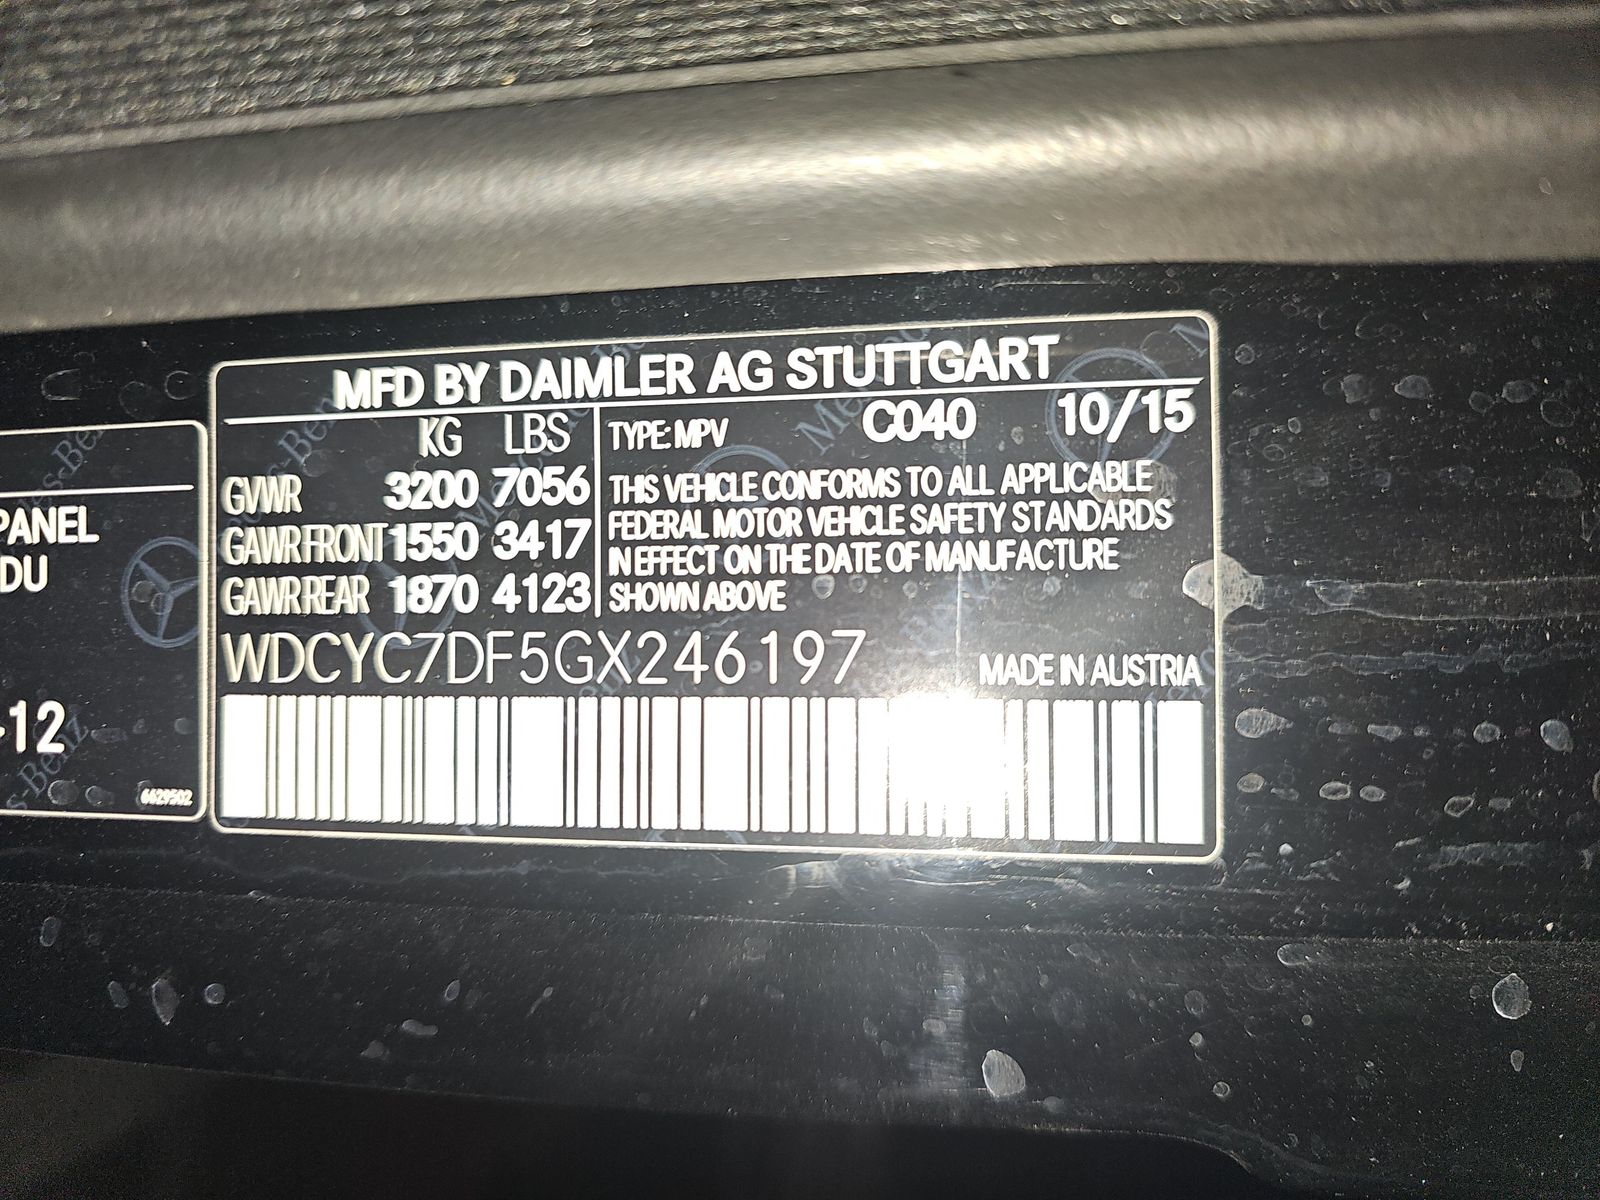 MFD BY DAIMLER AG STUTTGART
KG LBS
GVWR 3200 7056
GAWR FRONT 1550 3417
GAWR REAR 1870 4123
TYPE: MPV C040 10/15
THIS VEHICLE CONFORMS TO ALL APPLICABLE
FEDERAL MOTOR VEHICLE SAFETY STANDARDS
IN EFFECT ON THE DATE OF MANUFACTURE
SHOWN ABOVE
WDCYC7DF5GX246197
MADE IN AUSTRIA
PANEL
DU
-12
6629502